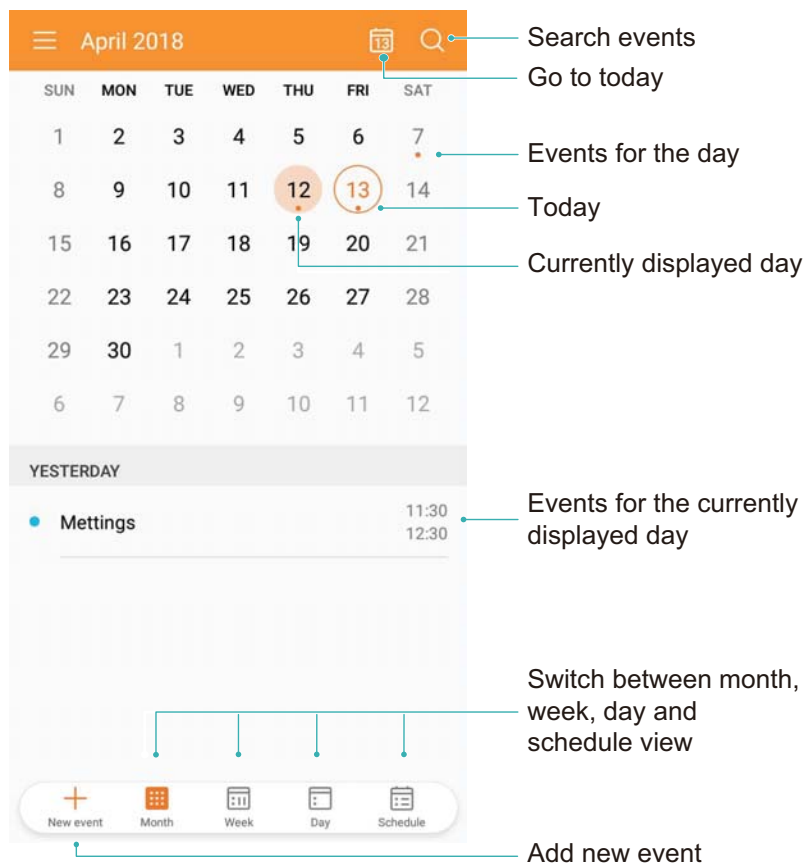 April 2018
13
Search events
Go to today
SUN MON TUE WED THU FRI SAT
1 2 3 4 5 6 7
Events for the day
8 9 10 11 12 13 14
Today
15 16 17 18 19 20 21
Currently displayed day
22 23 24 25 26 27 28
29 30 1 2 3 4 5
6 7 8 9 10 11 12
YESTERDAY
Mettings
11:30
12:30
Events for the currently
displayed day
Switch between month,
week, day and
schedule view
New event Month Week Day Schedule
Add new event